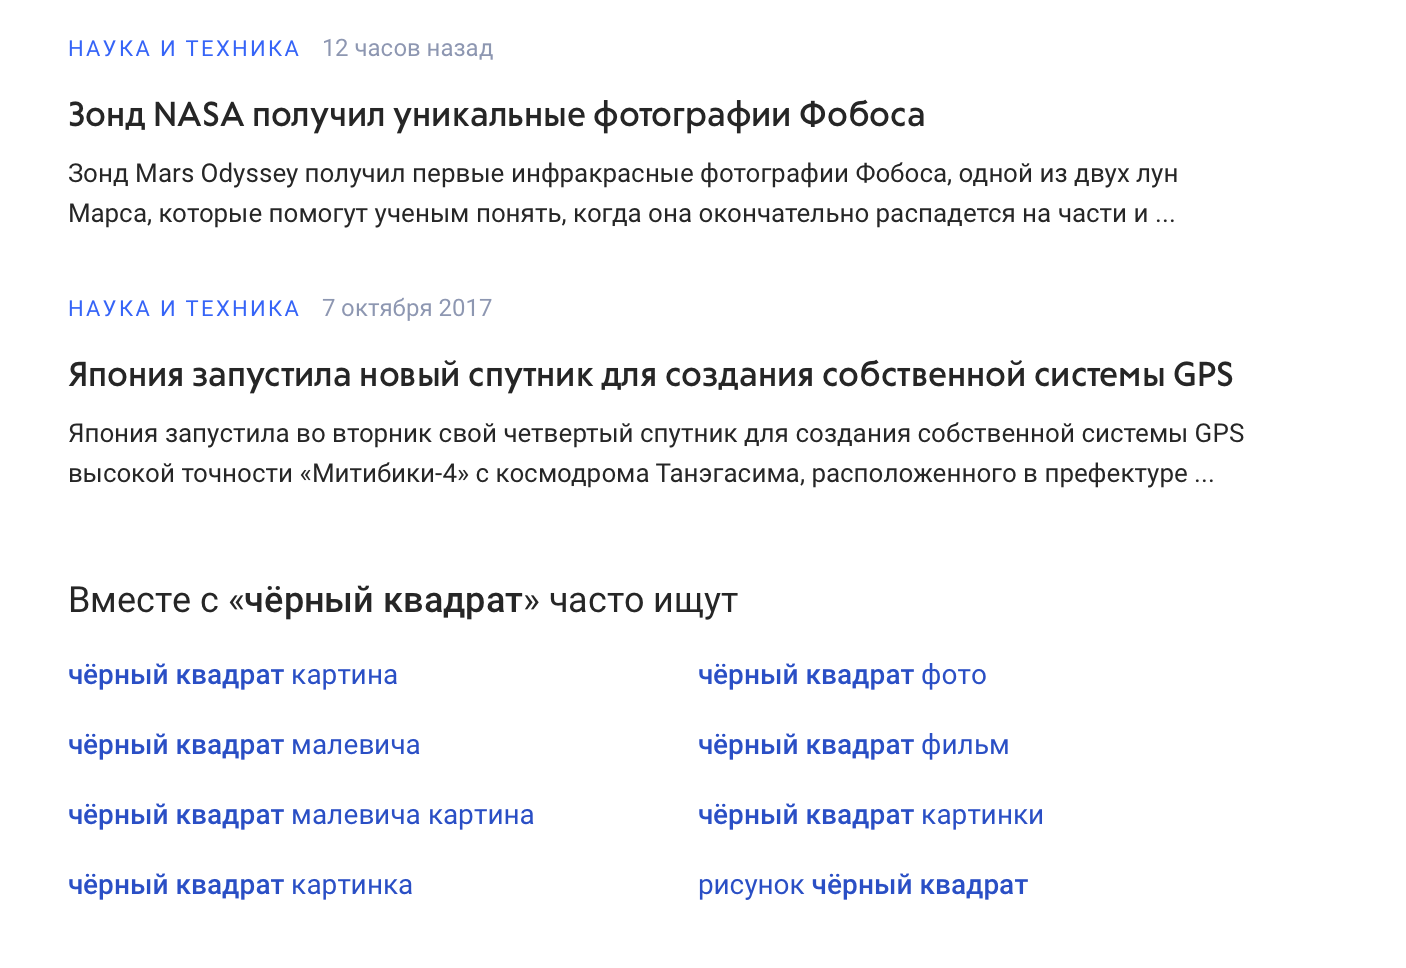 НАУКА И ТЕХНИКА 12 часов назад
Зонд NASA получил уникальные фотографии Фобоса
Зонд Mars Odyssey получил первые инфракрасные фотографии Фобоса, одной из двух лун
Марса, которые помогут ученым понять, когда она окончательно распадется на части и ...
НАУКА И ТЕХНИКА 7 октября 2017
Япония запустила новый спутник для создания собственной системы GPS
Япония запустила во вторник свой четвертый спутник для создания собственной системы GPS
высокой точности «Митибики-4» с космодрома Танэгасима, расположенного в префектуре ...
Вместе с «чёрный квадрат» часто ищут
чёрный квадрат картина
чёрный квадрат фото
чёрный квадрат малевича
чёрный квадрат фильм
чёрный квадрат малевича картина
чёрный квадрат картинки
чёрный квадрат картинка
рисунок чёрный квадрат